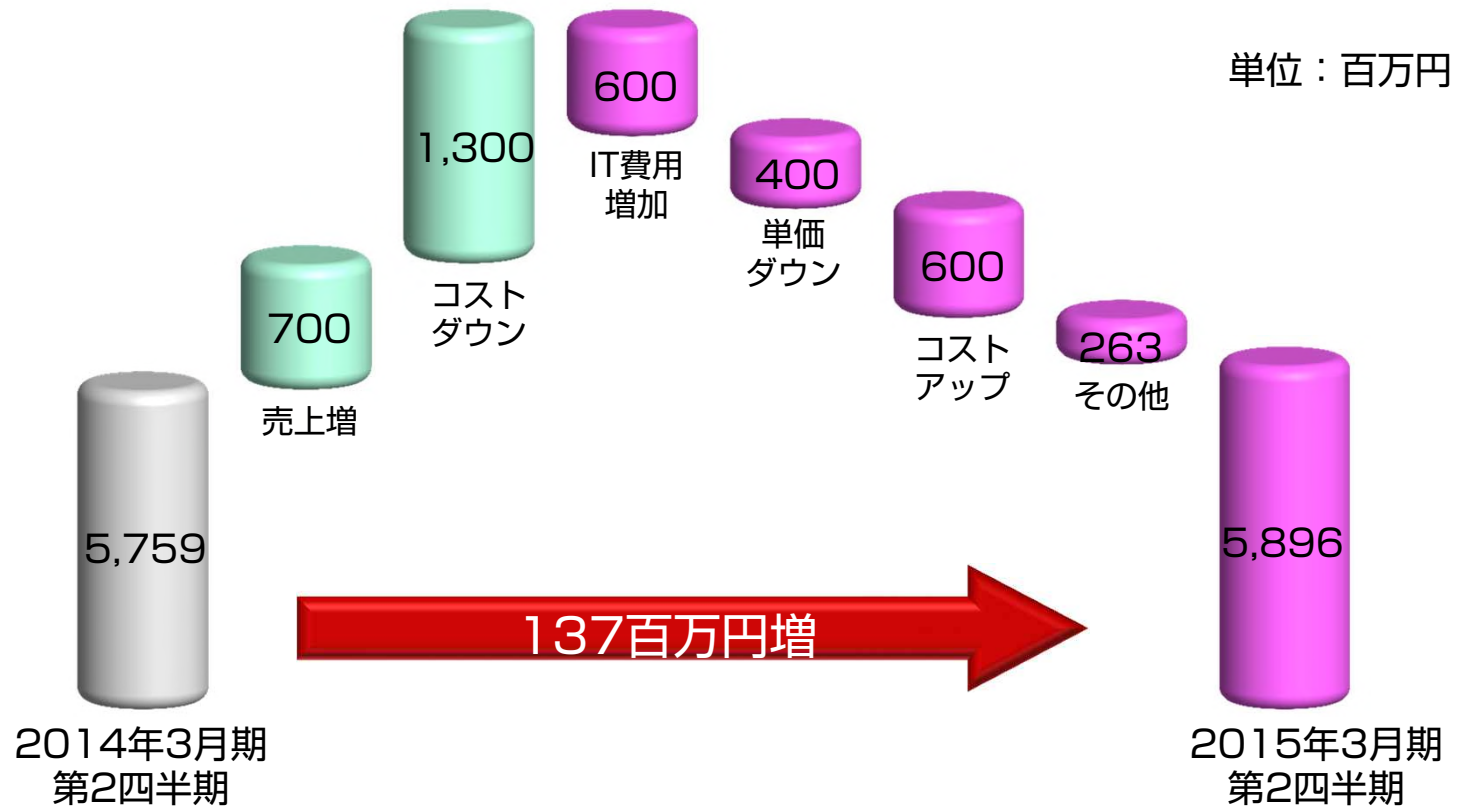 単位：百万円
5,759
2014年3月期
第2四半期
700
売上増
1,300
コスト
ダウン
600
IT費用
増加
400
単価
ダウン
600
コスト
アップ
263
その他
5,896
2015年3月期
第2四半期
137百万円増